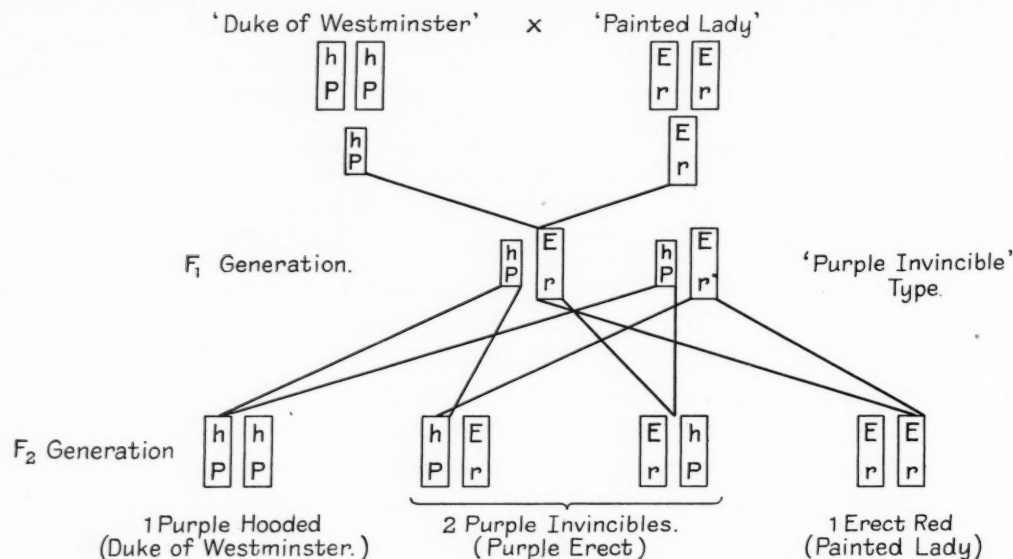 'Duke of Westminster' x 'Painted Lady'
h h E E
P P r r
h E
P r
F1 Generation. h E h E 'Purple Invincible'
P r P r Type.
F2 Generation h h h E E h E E
P P P r r P r r
1 Purple Hooded 2 Purple Invincibles. 1 Erect Red
(Duke of Westminster.) (Purple Erect) (Painted Lady)